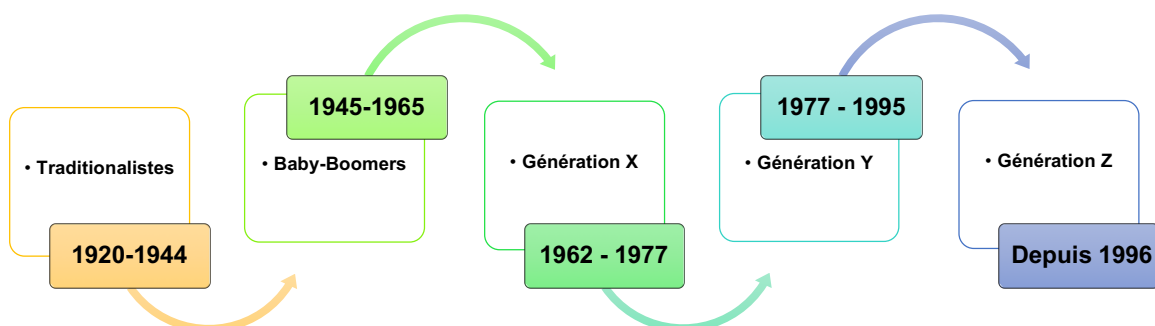 • Traditionalistes
1920-1944
1945-1965
• Baby-Boomers
• Génération X
1962 - 1977
1977 - 1995
• Génération Y
• Génération Z
Depuis 1996